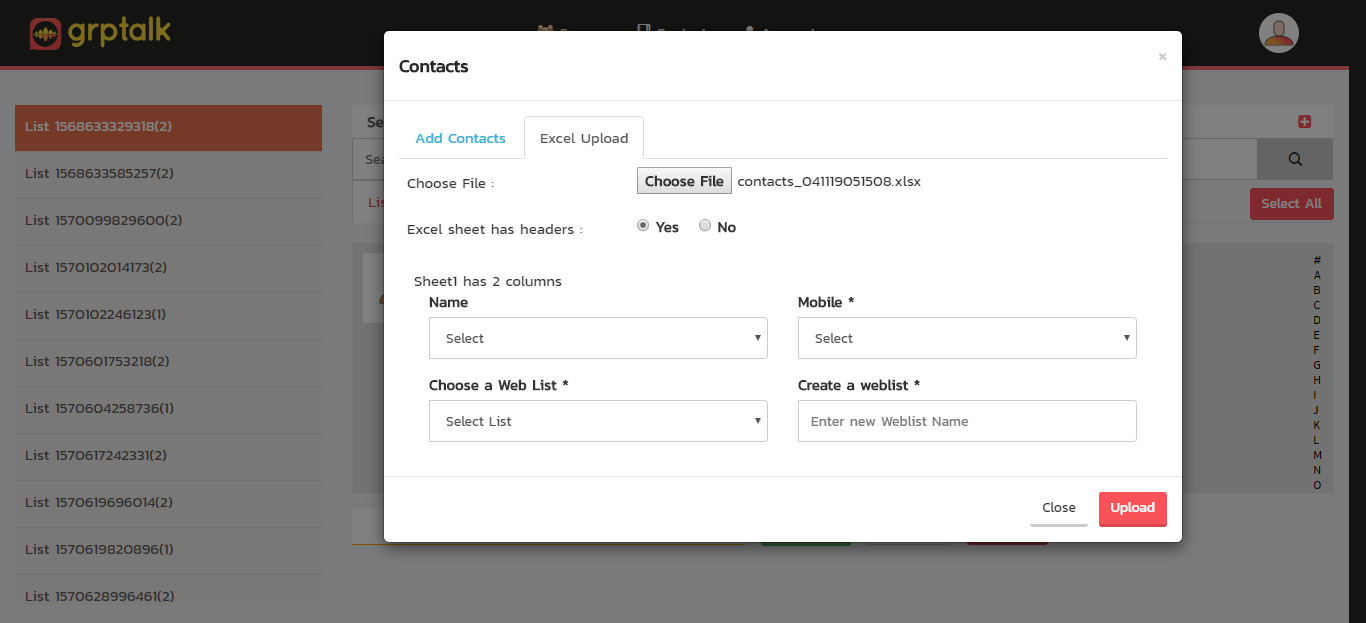 grptalk
×
Contacts
List 1568633329318(2)
List 1568633585257(2)
List 1570099829600(2)
List 1570102014173(2)
List 1570102246123(1)
List 1570601753218(2)
List 1570604258736(1)
List 1570617242331(2)
List 1570619696014(2)
List 1570619820896(1)
List 1570628996461(2)
Add Contacts
Excel Upload
Choose File :
Choose File contacts_041119051508.xlsx
Excel sheet has headers :
Yes No
Sheet1 has 2 columns
Name
Mobile *
Select
Select
Choose a Web List *
Create a weblist *
Select List
Enter new Weblist Name
Close
Upload
Select All
#
A
B
C
D
E
F
G
H
I
J
K
L
M
N
O